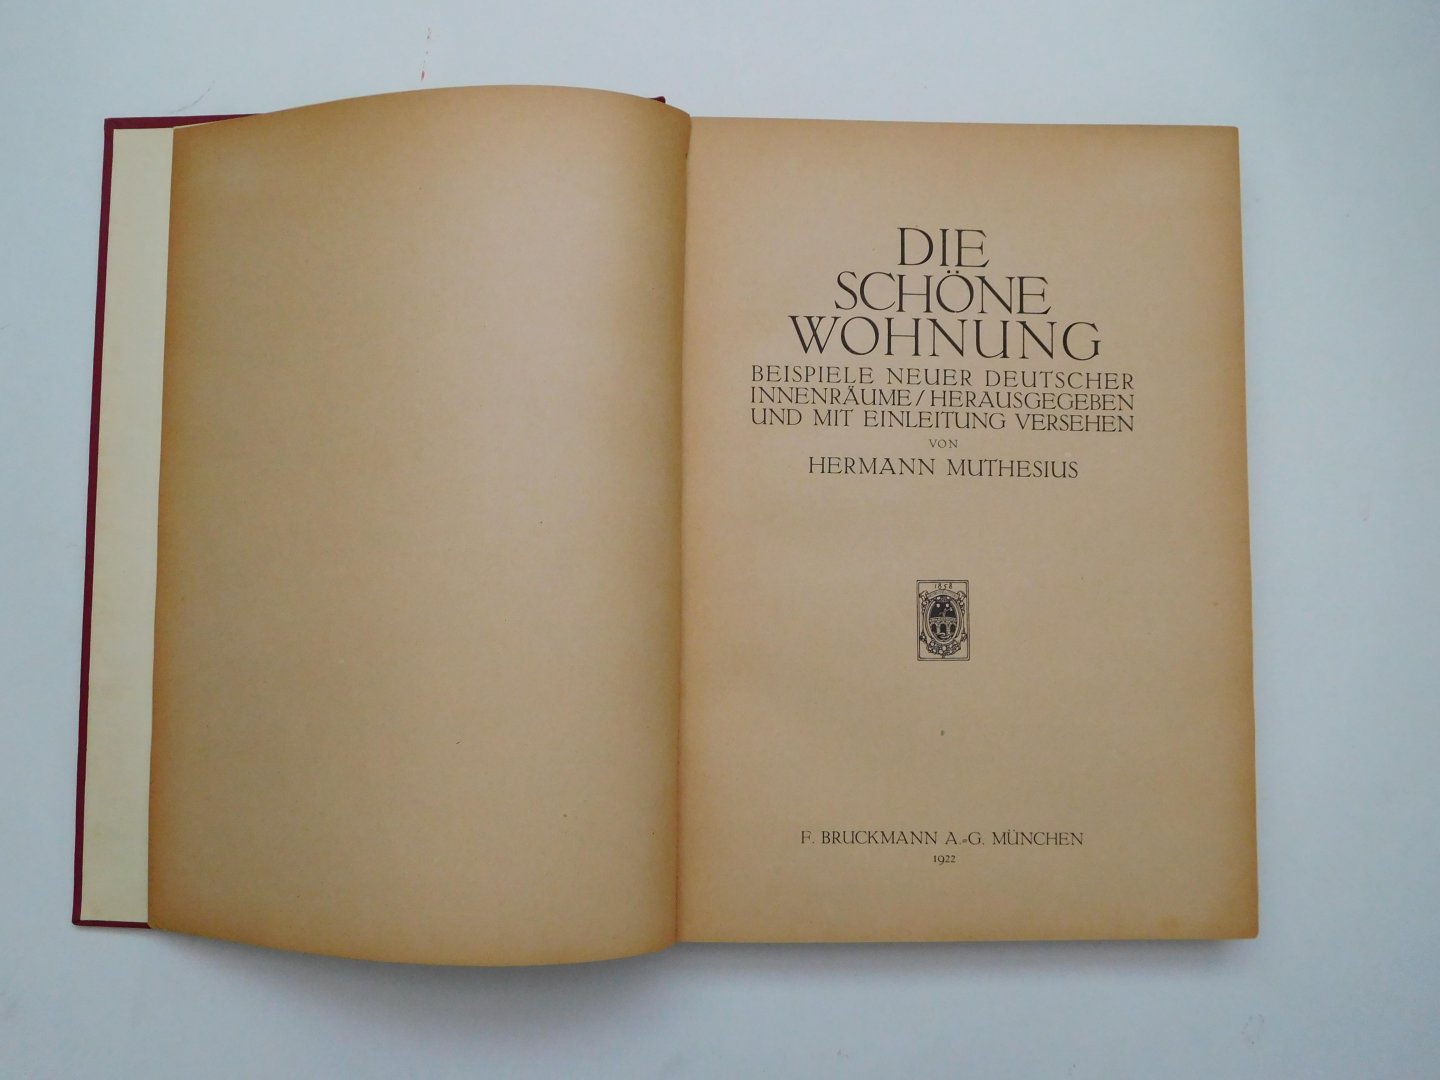 DIE
SCHÖNE
WOHNUNG
BEISPIELE NEUER DEUTSCHER
INNENRÄUME / HERAUSGEGEBEN
UND MIT EINLEITUNG VERSEHEN
VON
HERMANN MUTHESIUS
1858
F. BRUCKMANN A.=G. MÜNCHEN
1922